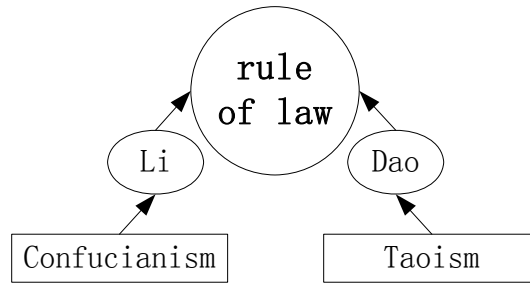 rule
of law
Li
Dao
Confucianism
Taoism